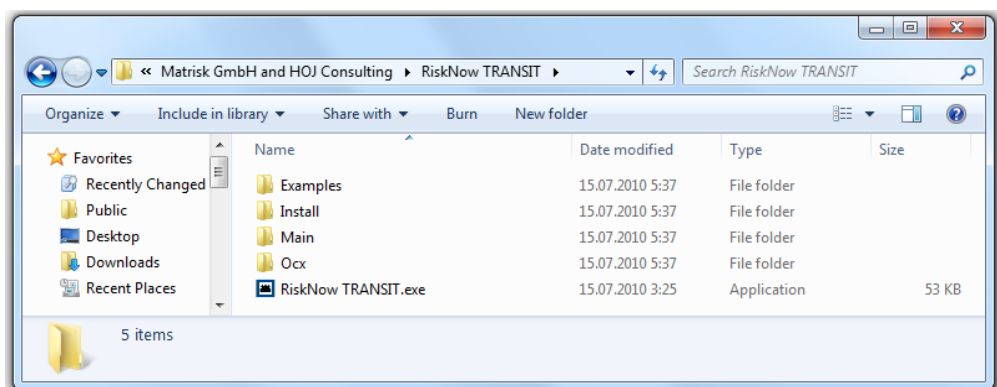 « Matrisk GmbH and HOJ Consulting ▸ RiskNow TRANSIT ▸ Search RiskNow TRANSIT
Organize Include in library Share with Burn New folder
Favorites Name Date modified Type Size
Recently Changed Examples 15.07.2010 5:37 File folder
Public Install 15.07.2010 5:37 File folder
Desktop Main 15.07.2010 5:37 File folder
Downloads Ocx 15.07.2010 5:37 File folder
Recent Places RiskNow TRANSIT.exe 15.07.2010 3:25 Application 53 KB
5 items